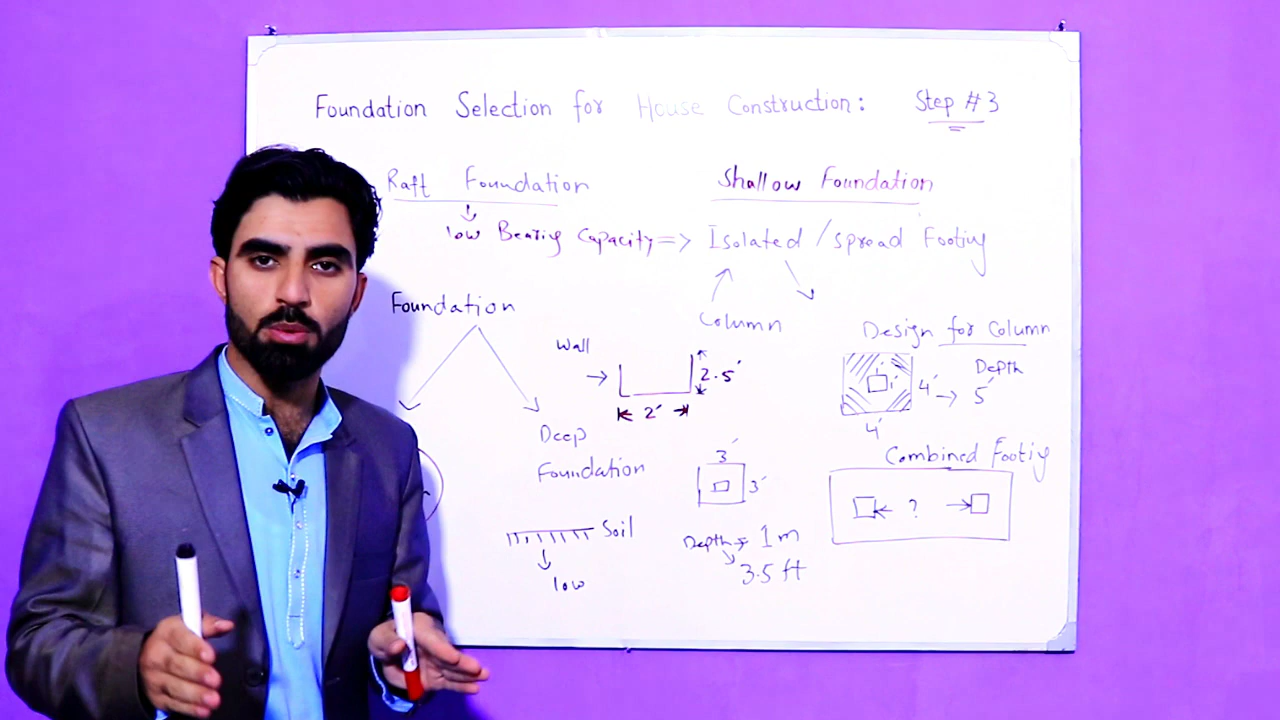 Foundation Selection for House Construction: Step #3
Raft Foundation
Shallow Foundation
low Bearing Capacity => Isolated / spread Footing
Column
Foundation
Deep
Foundation
Wall
2.5'
2'
Design for Column
1'
1'
4'
4'
Depth
5'
3'
3'
Depth → 1m
3.5 ft
Combined Footing
?
Soil
low